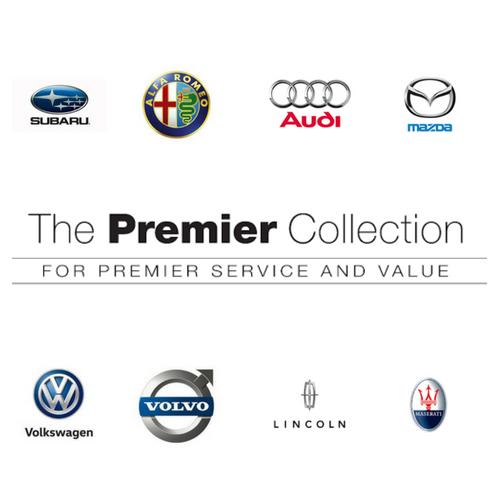 SUBARU
ALFA ROMEO
Audi
mazda
The Premier Collection
FOR PREMIER SERVICE AND VALUE
Volkswagen
VOLVO
LINCOLN
MASERATI